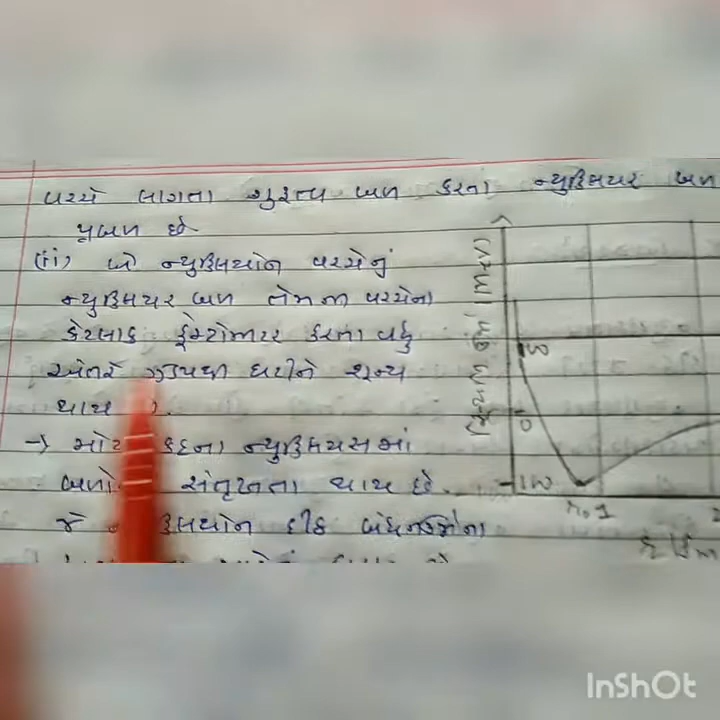 વચ્ચે લાગતા ગુરુત્વ બળ કરતા ન્યુક્લિયર બળ
પ્રબળ છે
(ii) બે ન્યુક્લિયોન વચ્ચેનું
ન્યુક્લિયર બળ તેમના વચ્ચેના
કેટલાક ફેમ્ટોમીટર કરતા વધુ
અંતરે ઝડપથી ઘટીને શૂન્ય
થાય
→ મોટા કદના ન્યુક્લિયસમાં
બળો સંતૃપ્તતા થાય છે.
જે દીઠ બંધનઊર્જાના
(MeV)
0
-100
r0 1